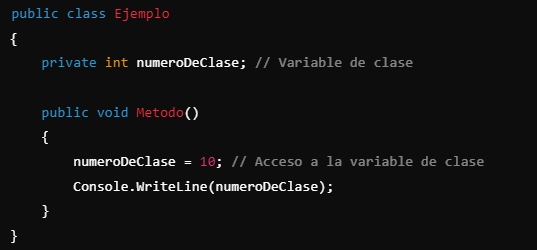 public class Ejemplo
{
    private int numeroDeClase; // Variable de clase

    public void Metodo()
    {
        numeroDeClase = 10; // Acceso a la variable de clase
        Console.WriteLine(numeroDeClase);
    }
}